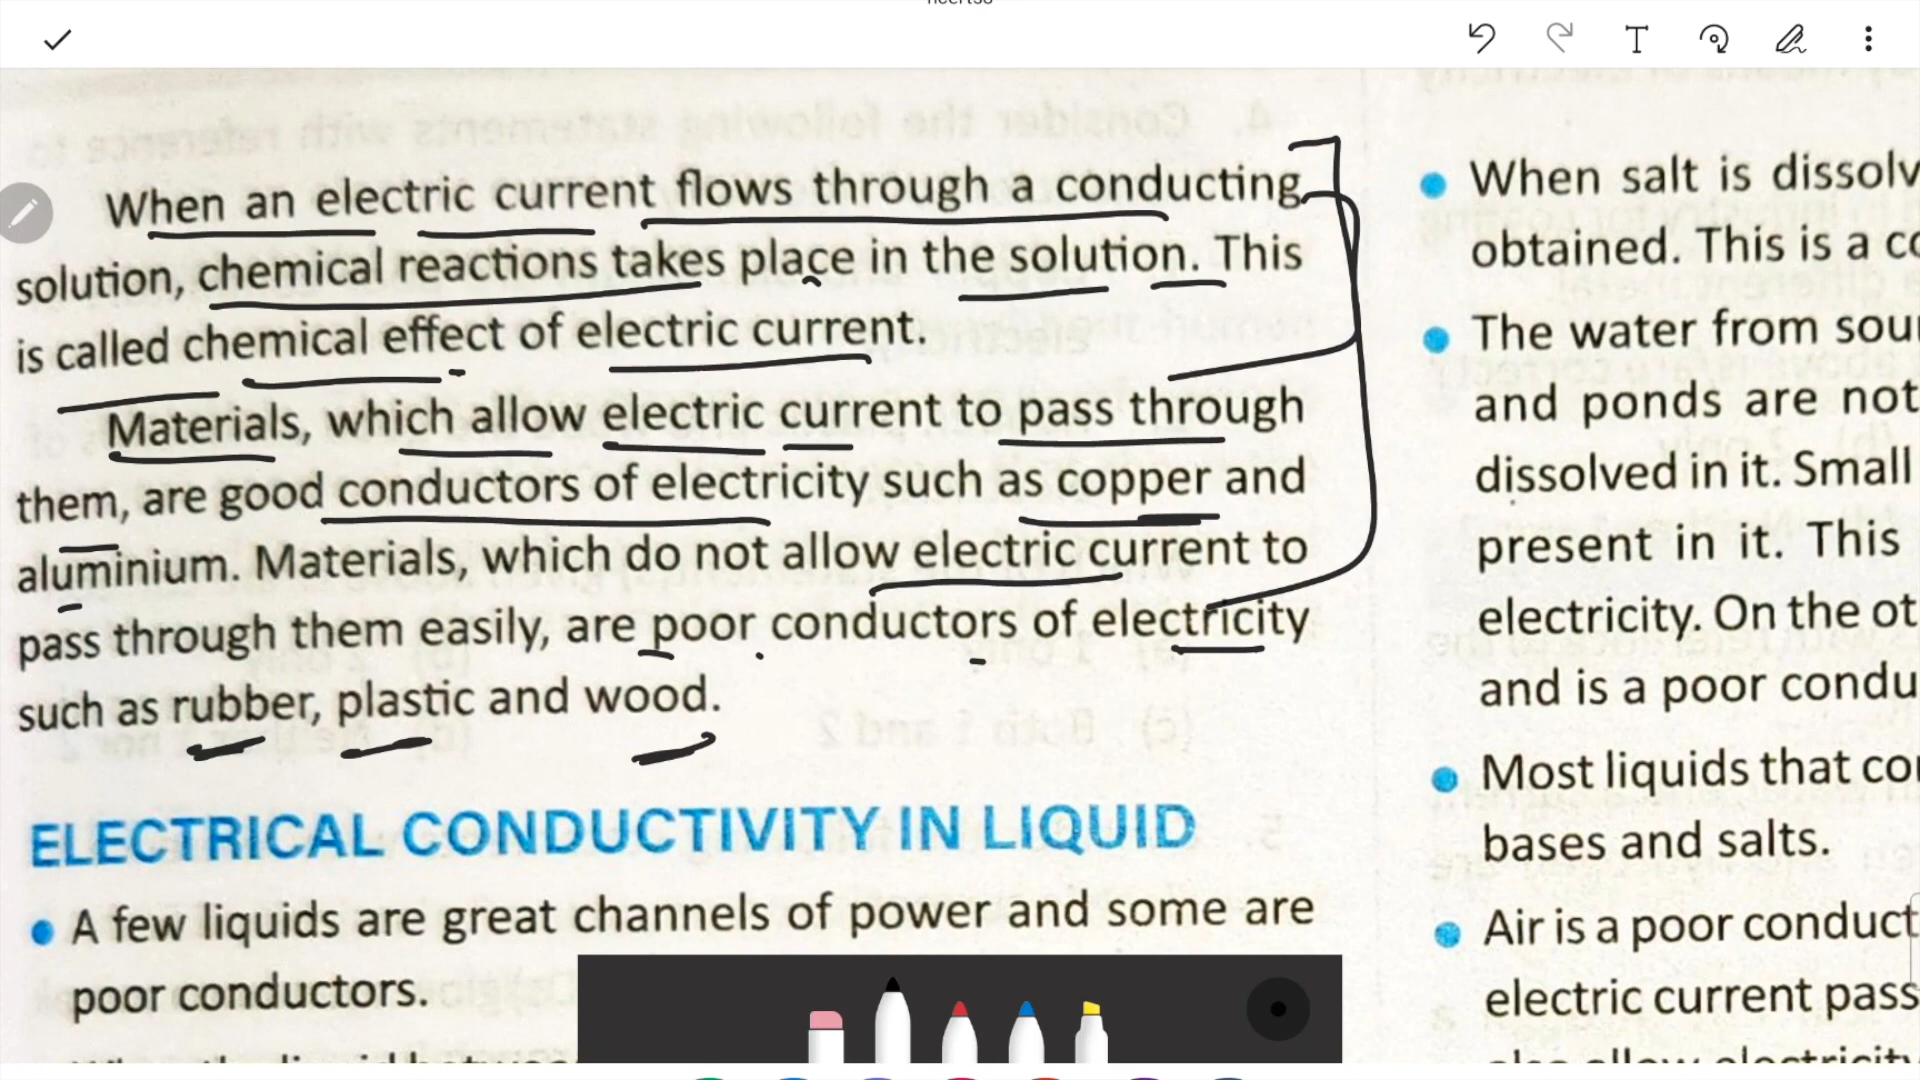 When an electric current flows through a conducting
solution, chemical reactions takes place in the solution. This
is called chemical effect of electric current.
Materials, which allow electric current to pass through
them, are good conductors of electricity such as copper and
aluminium. Materials, which do not allow electric current to
pass through them easily, are poor conductors of electricity
such as rubber, plastic and wood.
ELECTRICAL CONDUCTIVITY IN LIQUID
• A few liquids are great channels of power and some are
poor conductors.
• When salt is dissolv
obtained. This is a
• The water from
and ponds are not
dissolved in it. Small
present in it. This
electricity. On the
and is a poor condu
• Most liquids that
bases and salts.
• Air is a poor conduct
electric current pass